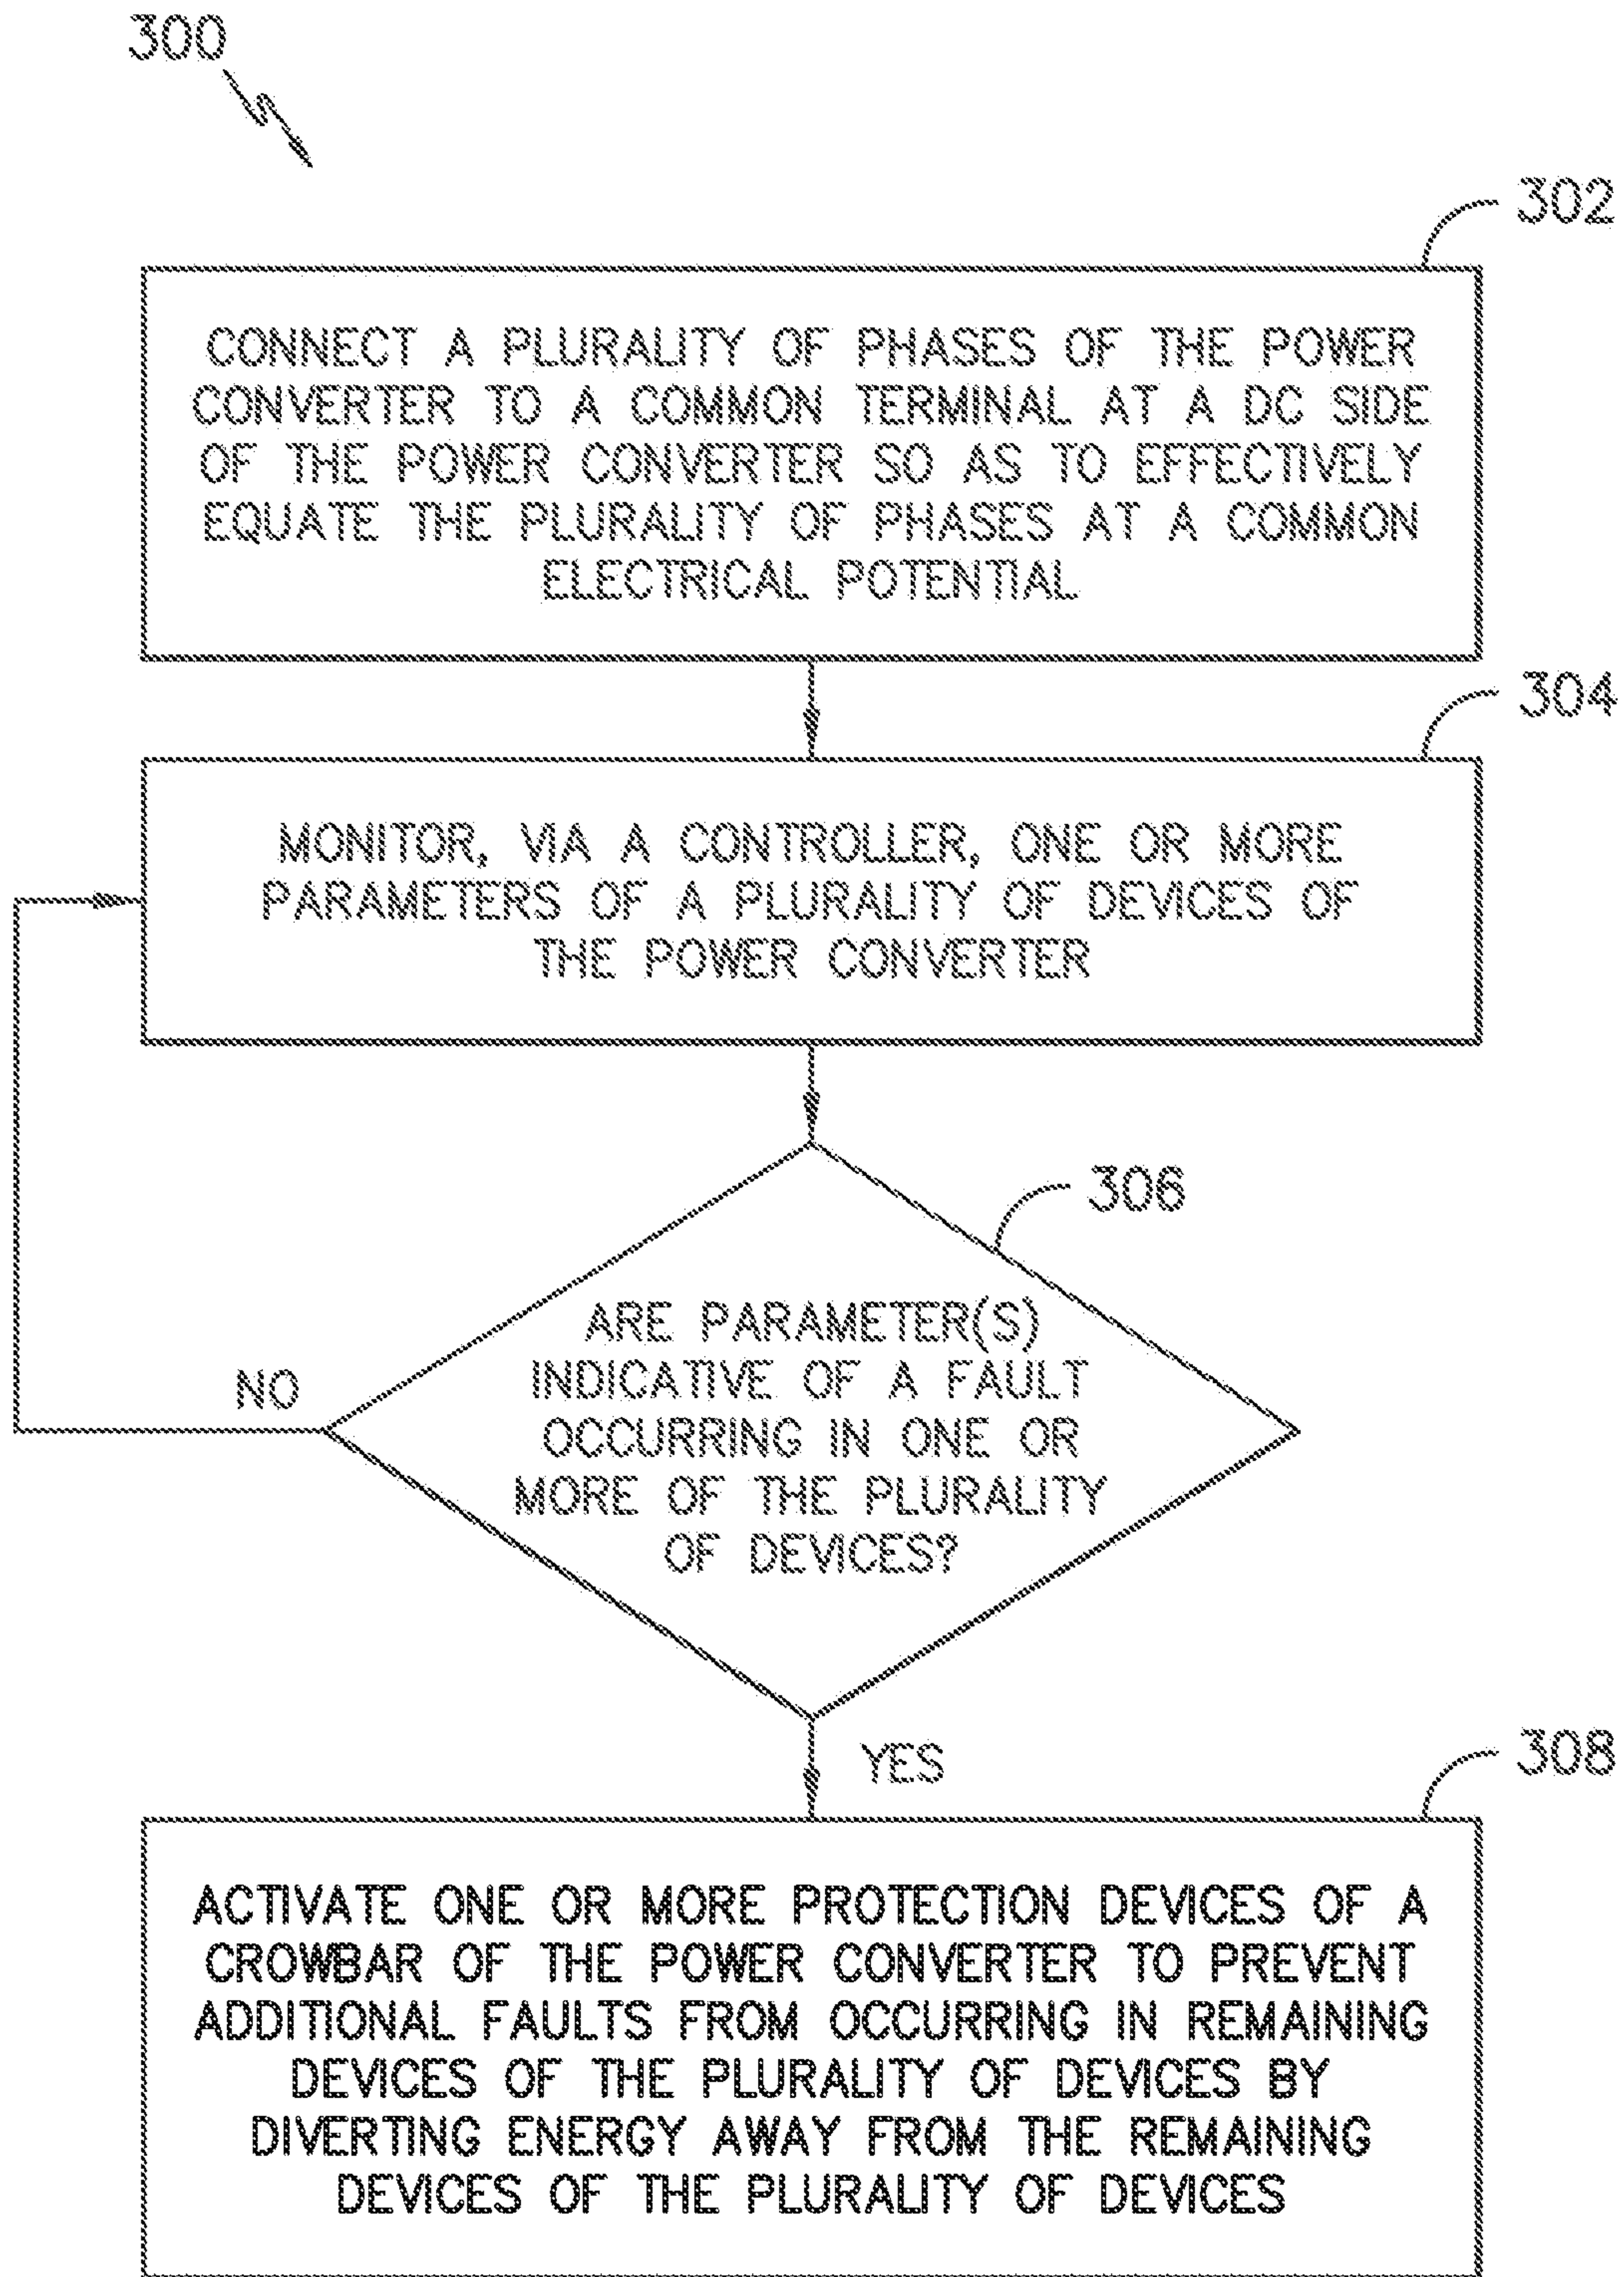 300
302
CONNECT A PLURALITY OF PHASES OF THE POWER
CONVERTER TO A COMMON TERMINAL AT A DC SIDE
OF THE POWER CONVERTER SO AS TO EFFECTIVELY
EQUATE THE PLURALITY OF PHASES AT A COMMON
ELECTRICAL POTENTIAL
304
MONITOR, VIA A CONTROLLER, ONE OR MORE
PARAMETERS OF A PLURALITY OF DEVICES OF
THE POWER CONVERTER
306
ARE PARAMETER(S)
INDICATIVE OF A FAULT
OCCURRING IN ONE OR
MORE OF THE PLURALITY
OF DEVICES?
NO
YES
308
ACTIVATE ONE OR MORE PROTECTION DEVICES OF A
CROWBAR OF THE POWER CONVERTER TO PREVENT
ADDITIONAL FAULTS FROM OCCURRING IN REMAINING
DEVICES OF THE PLURALITY OF DEVICES BY
DIVERTING ENERGY AWAY FROM THE REMAINING
DEVICES OF THE PLURALITY OF DEVICES